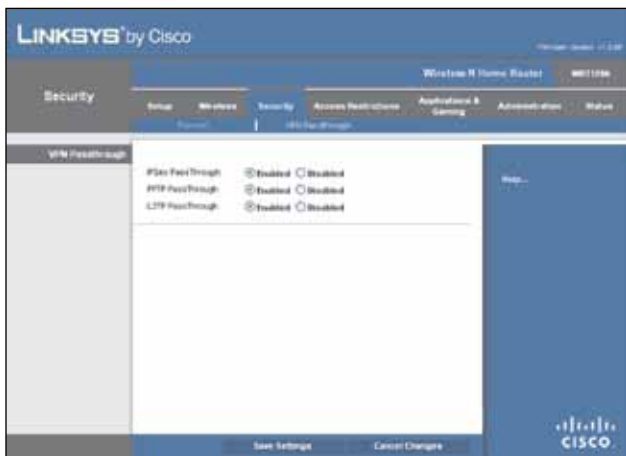 LINKSYS® by Cisco
Wireless-N Home Router
Security
Setup Wireless Security Access Restrictions Applications & Gaming Administration Status
Firewall | VPN Passthrough
VPN Passthrough
IPSec PassThrough Enabled Disabled
PPTP PassThrough Enabled Disabled
L2TP PassThrough Enabled Disabled
Help...
Save Settings Cancel Changes
CISCO